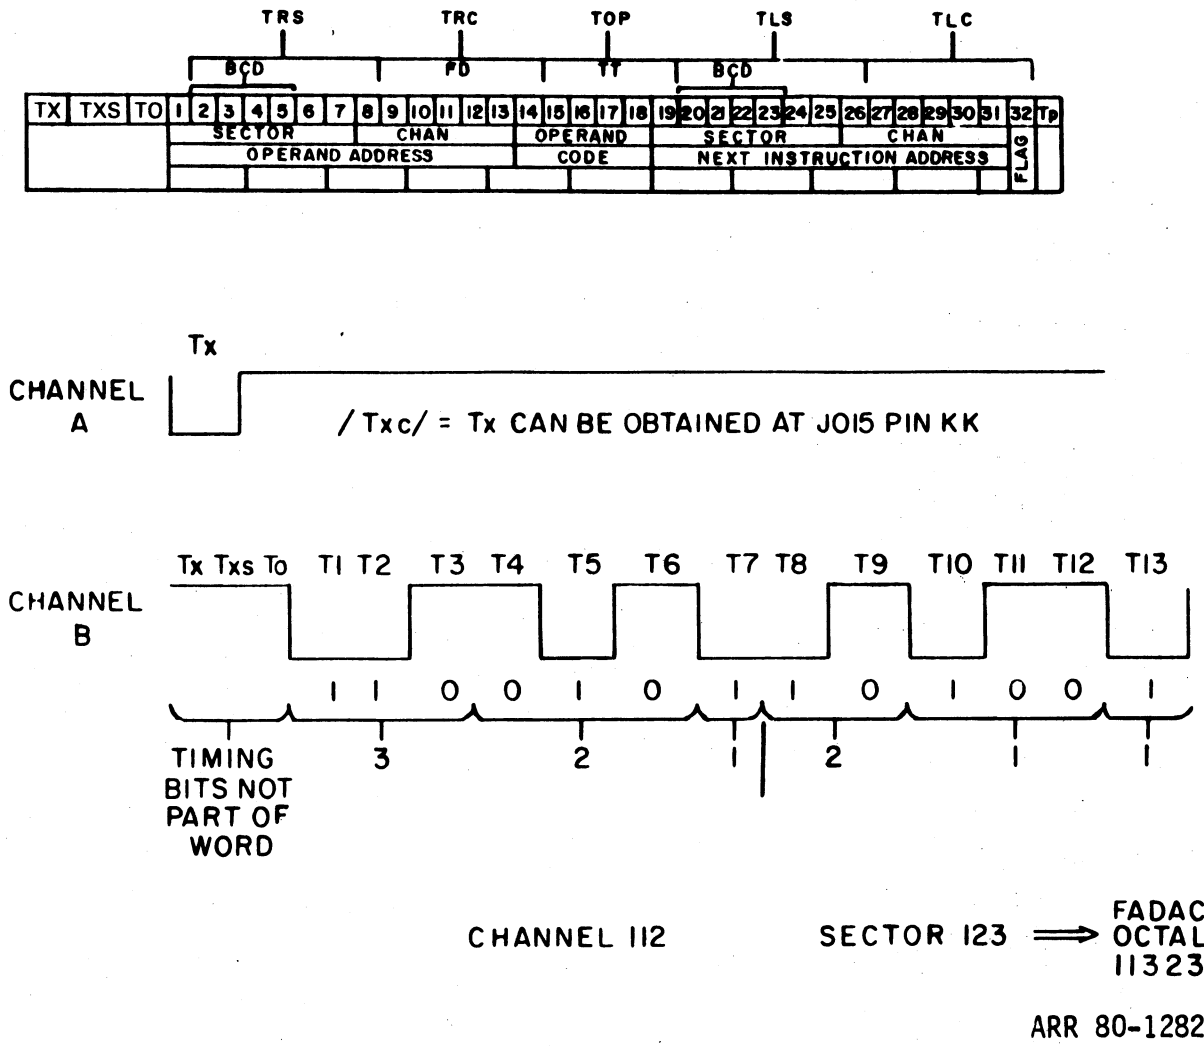 TRS TRC TOP TLS TLC
BCD FD TT BCD
TX TXS TO 1 2 3 4 5 6 7 8 9 10 11 12 13 14 15 16 17 18 19 20 21 22 23 24 25 26 27 28 29 30 31 32 Tp
SECTOR CHAN OPERAND SECTOR CHAN
OPERAND ADDRESS CODE NEXT INSTRUCTION ADDRESS
FLAG
Tx
CHANNEL
A
/Txc/ = Tx CAN BE OBTAINED AT J015 PIN KK
Tx Txs To T1 T2 T3 T4 T5 T6 T7 T8 T9 T10 T11 T12 T13
CHANNEL
B
1 1 0 0 1 0 1 1 0 1 0 0 1
3 2 1 2 1 1
TIMING
BITS NOT
PART OF
WORD
CHANNEL 112 SECTOR 123 ⟹
FADAC
OCTAL
11323
ARR 80-1282